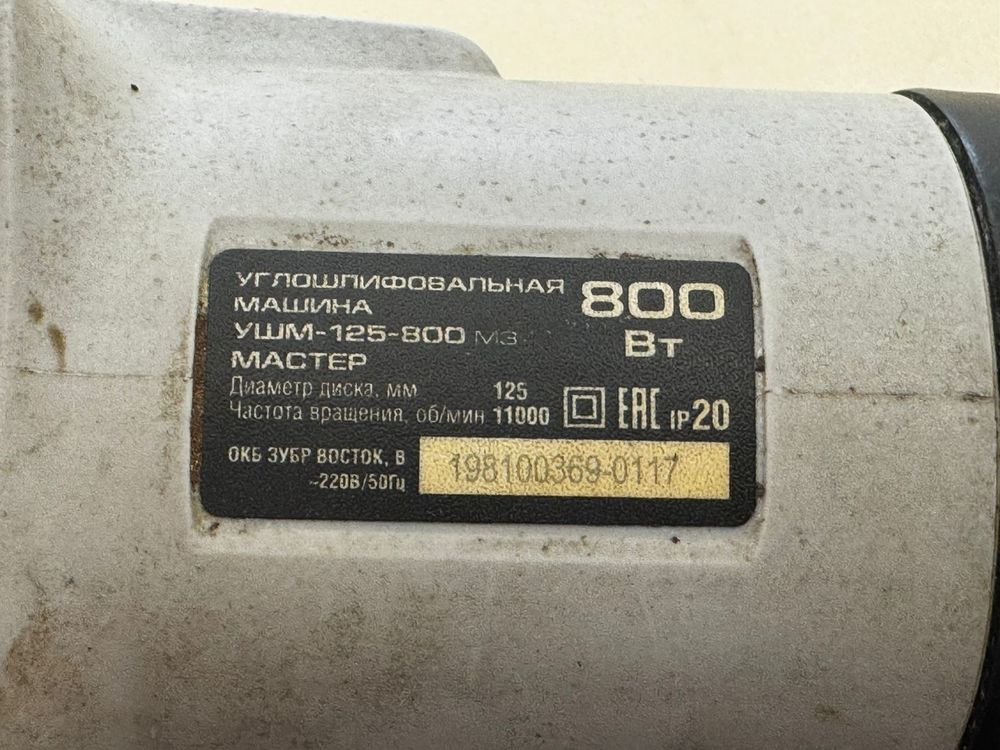 УГЛОШЛИФОВАЛЬНАЯ
МАШИНА
УШМ-125-800 М3
МАСТЕР
800
Вт
Диаметр диска, мм 125
Частота вращения, об/мин 11000
EAC IP20
ОКБ ЗУБР ВОСТОК, В
~220В/50Гц
198100369-0117